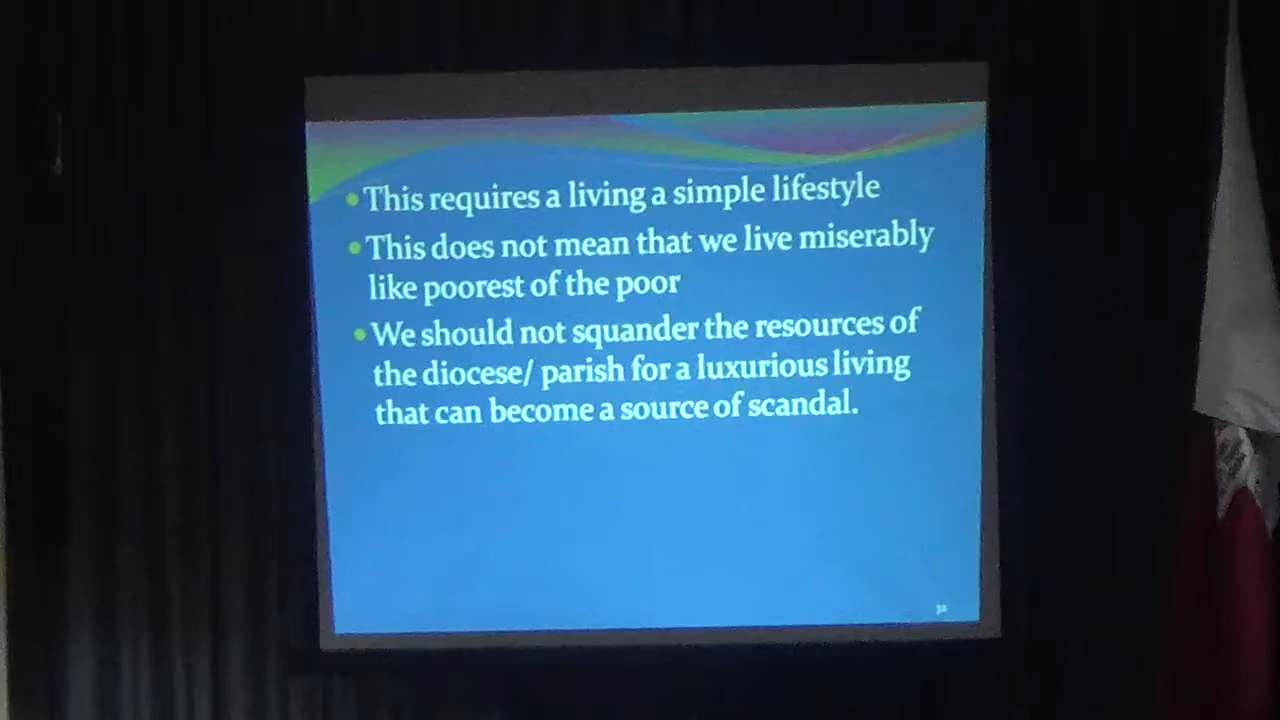 This requires a living a simple lifestyle
This does not mean that we live miserably
like poorest of the poor
We should not squander the resources of
the diocese/ parish for a luxurious living
that can become a source of scandal.